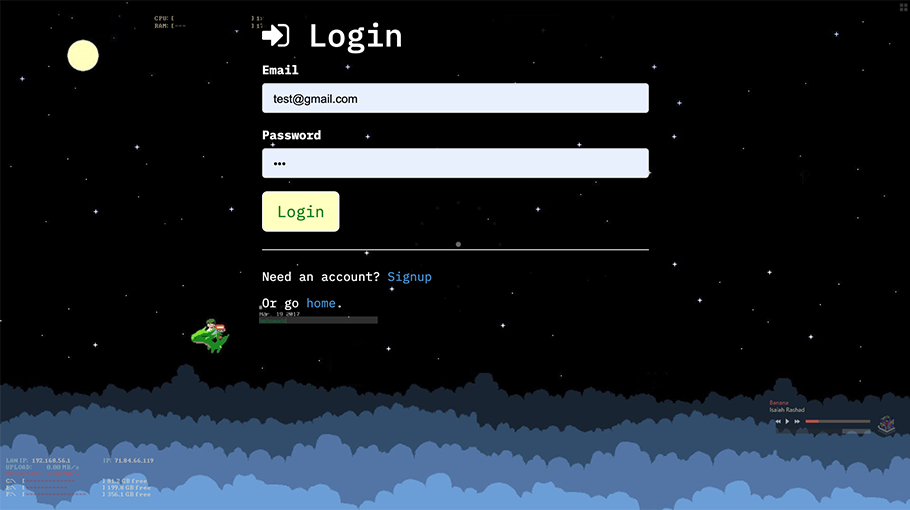 CPU: [ ] 1
RAM: [--- ] 1
Login
Email
test@gmail.com
Password
•••
Login
Need an account? Signup
Or go home.
Mar. 19 2017
Banana
Isaiah Rashad
LAN IP: 192.168.56.1 IP: 71.84.66.119
UPLOAD: 0.00 MB/s
] 81.2 GB free
] 199.8 GB free
] 356.1 GB free